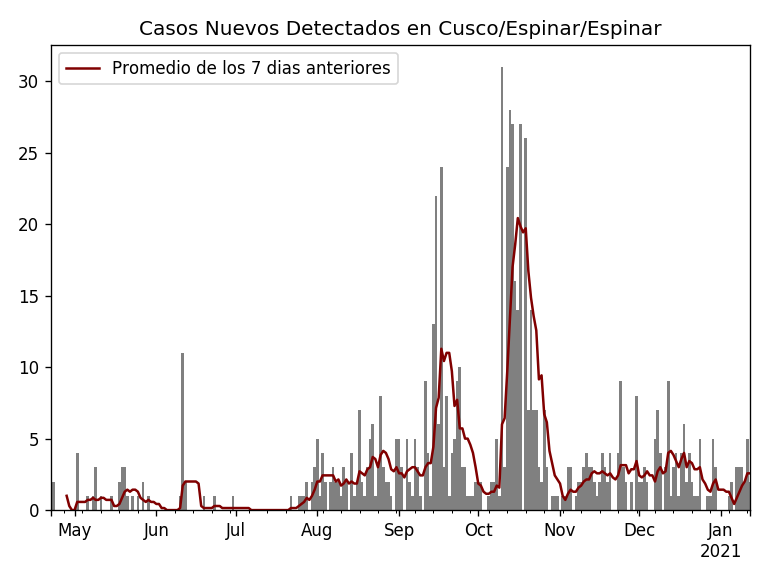 Casos Nuevos Detectados en Cusco/Espinar/Espinar
Promedio de los 7 dias anteriores
30
25
20
15
10
5
0
May Jun Jul Aug Sep Oct Nov Dec Jan
2021